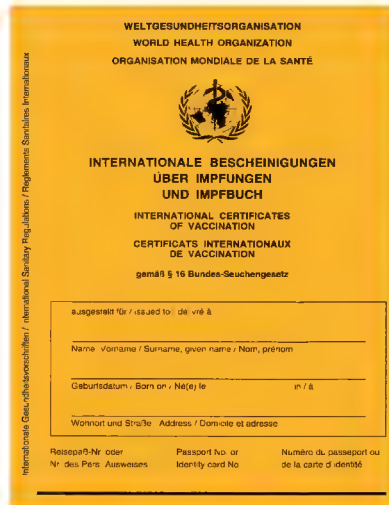 WELTGESUNDHEITSORGANISATION
WORLD HEALTH ORGANIZATION
ORGANISATION MONDIALE DE LA SANTÉ
INTERNATIONALE BESCHEINIGUNGEN
ÜBER IMPFUNGEN
UND IMPFBUCH
INTERNATIONAL CERTIFICATES
OF VACCINATION
CERTIFICATS INTERNATIONAUX
DE VACCINATION
gemäß § 16 Bundes-Seuchengesetz
ausgestellt für / issued to / délivré à
Name, Vorname / Surname, given name / Nom, prénom
Geburtsdatum / Born on / Né(e) le in / à
Wohnort und Straße / Address / Domicile et adresse
Reisepaß-Nr. oder Passport No. or Numéro du passeport ou
Nr. des Pers. Ausweises Identity card No. de la carte d'identité
Internationale Gesundheitsvorschriften / International Sanitary Regulations / Règlements Sanitaires Internationaux